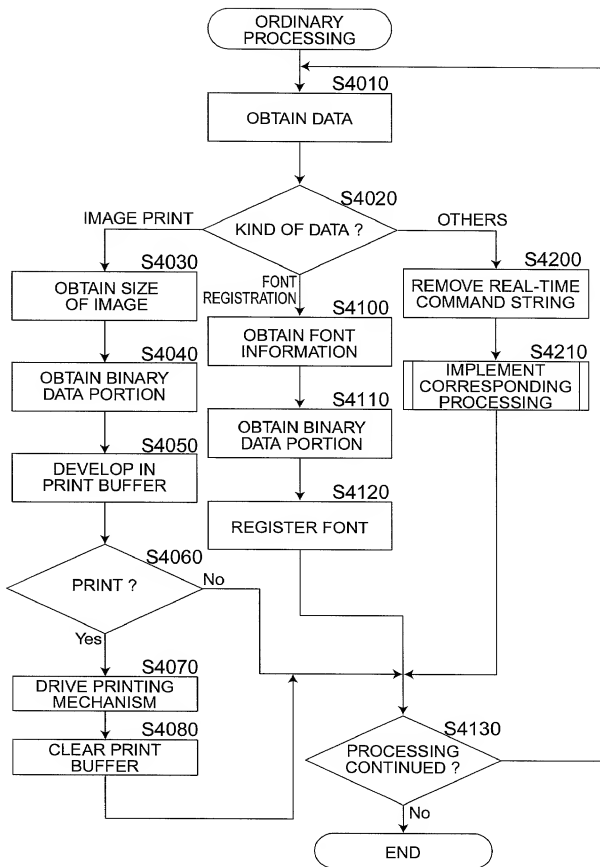 ORDINARY
PROCESSING
S4010
OBTAIN DATA
S4020
KIND OF DATA ?
IMAGE PRINT
S4030
OBTAIN SIZE
OF IMAGE
S4040
OBTAIN BINARY
DATA PORTION
S4050
DEVELOP IN
PRINT BUFFER
S4060
PRINT ?
No
Yes
S4070
DRIVE PRINTING
MECHANISM
S4080
CLEAR PRINT
BUFFER
FONT
REGISTRATION
S4100
OBTAIN FONT
INFORMATION
S4110
OBTAIN BINARY
DATA PORTION
S4120
REGISTER FONT
OTHERS
S4200
REMOVE REAL-TIME
COMMAND STRING
S4210
IMPLEMENT
CORRESPONDING
PROCESSING
S4130
PROCESSING
CONTINUED ?
No
END